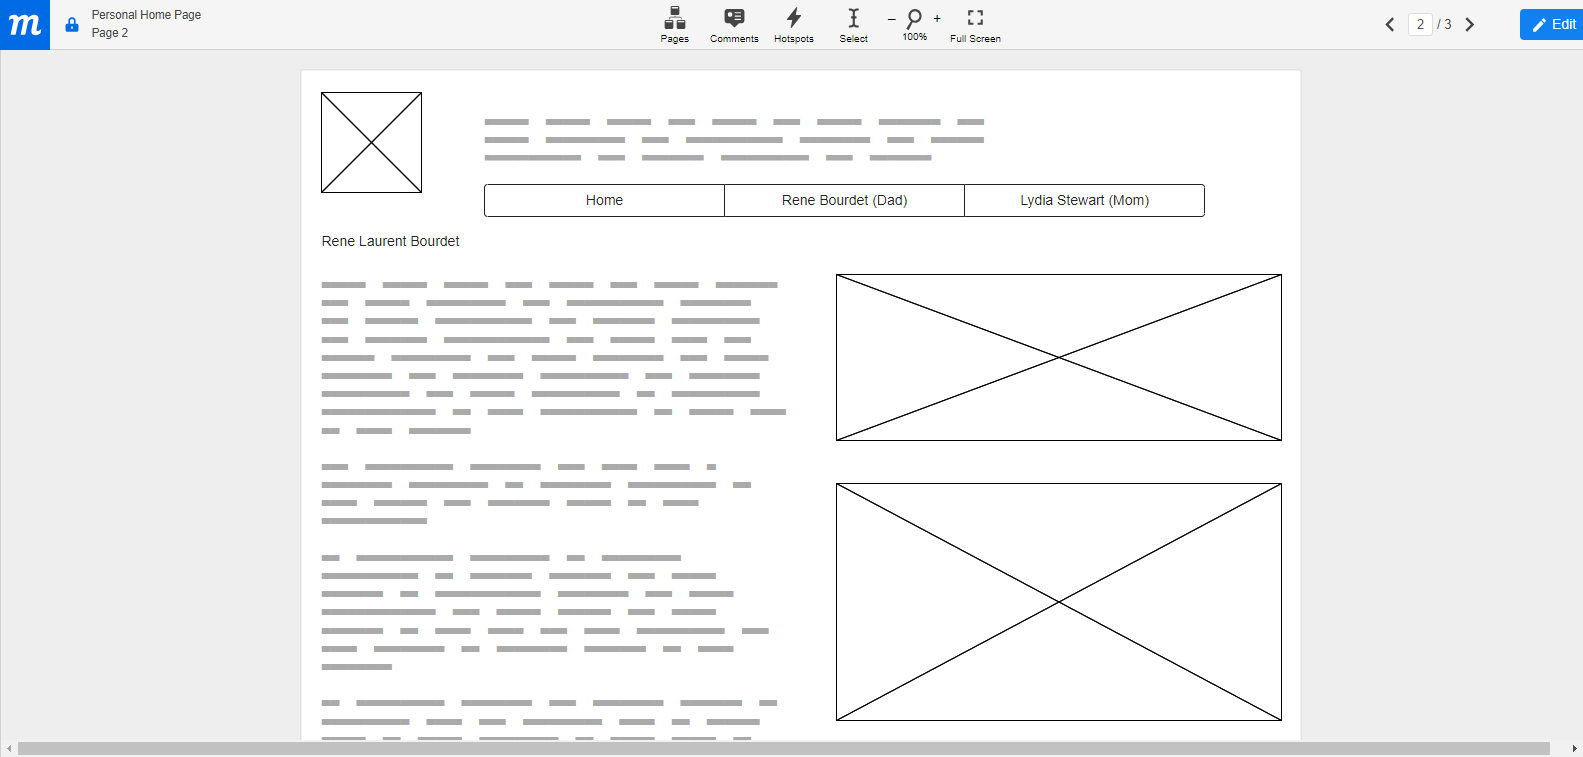 m
Personal Home Page
Page 2
Pages
Comments
Hotspots
Select
− 100% +
Full Screen
2 / 3
Edit
Home Rene Bourdet (Dad) Lydia Stewart (Mom)
Rene Laurent Bourdet